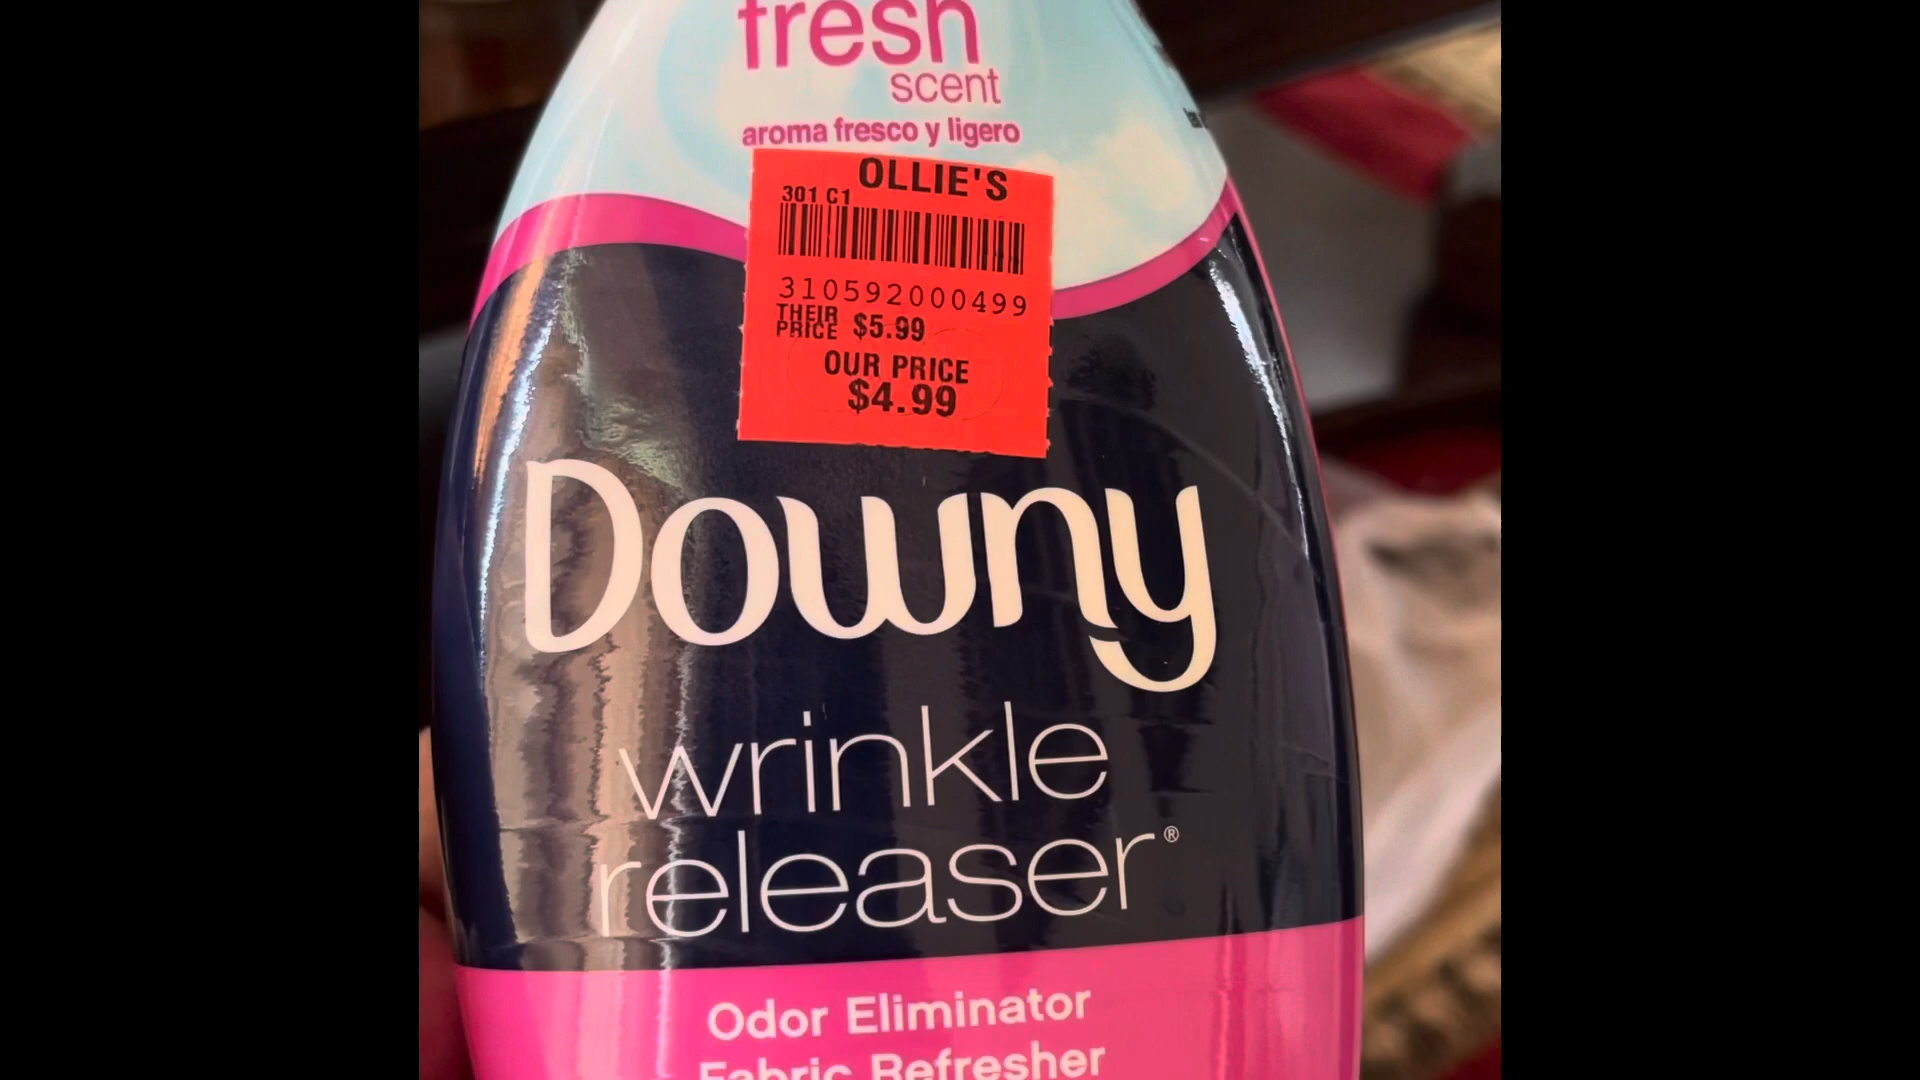 fresh
scent
aroma fresco y ligero
OLLIE'S
301 C1
310592000499
THEIR
PRICE $5.99
OUR PRICE
$4.99
Downy
wrinkle
releaser®
Odor Eliminator
Fabric Refresher